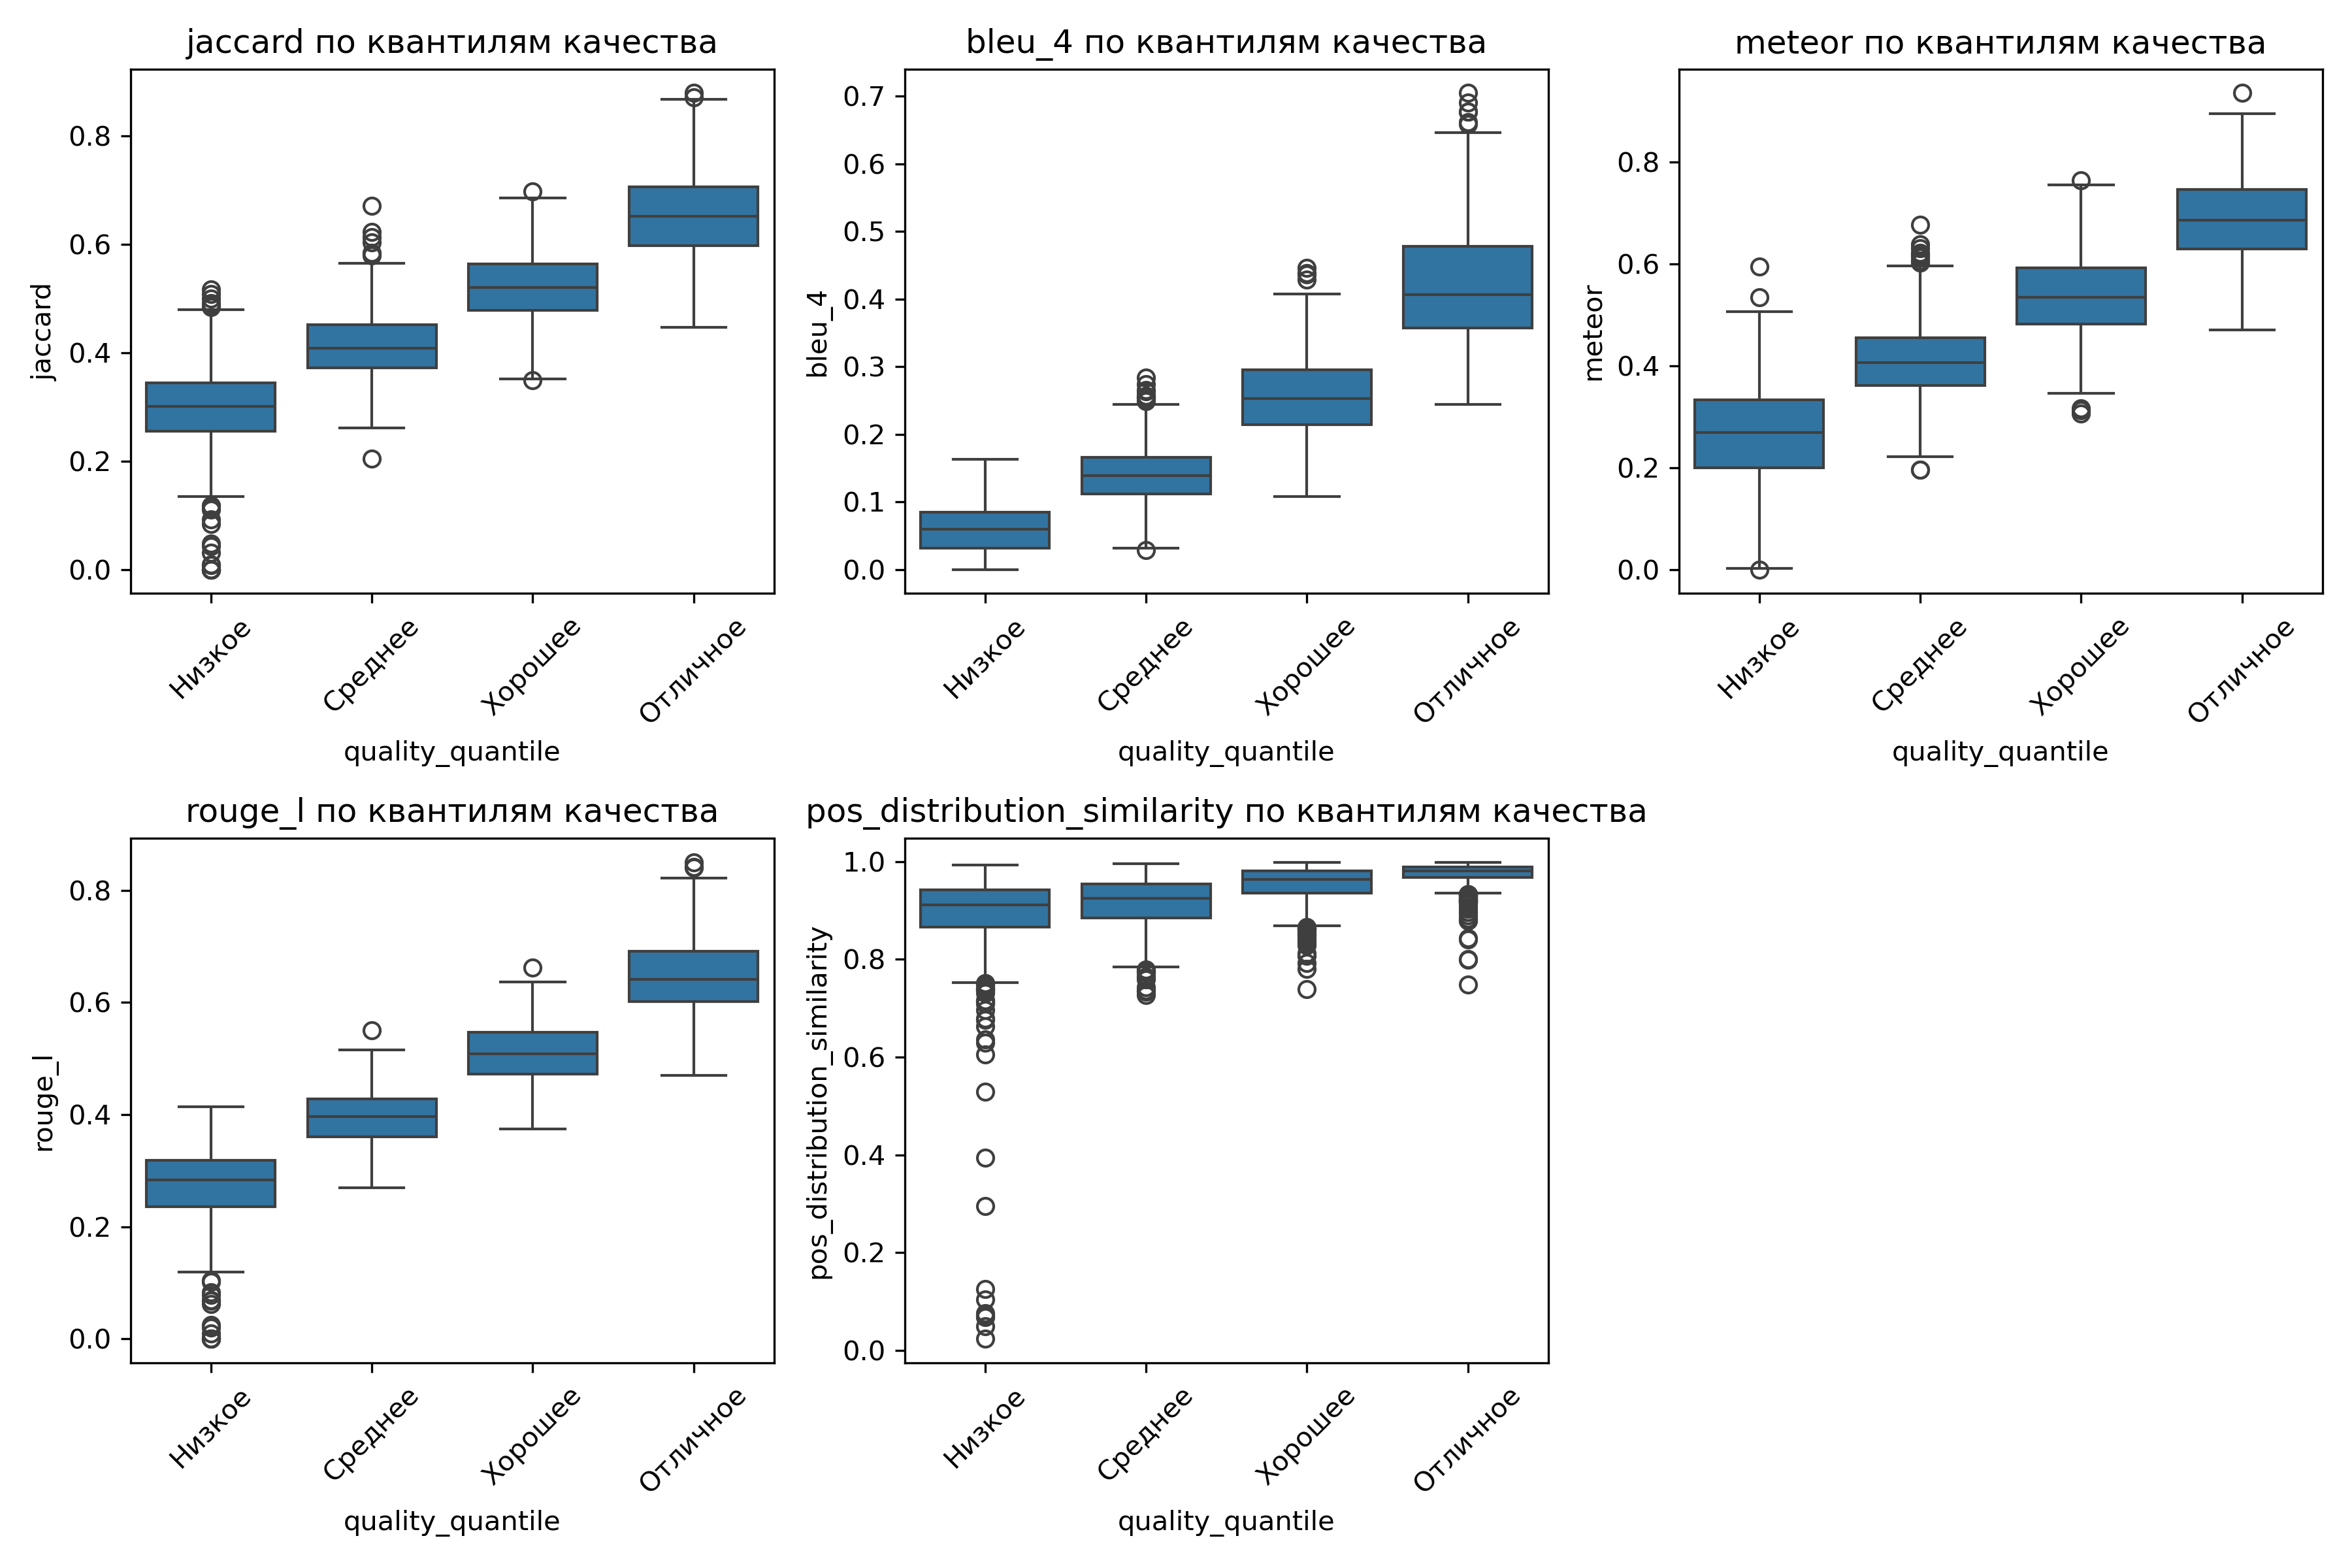 jaccard по квантилям качества
jaccard
0.8
0.6
0.4
0.2
0.0
Низкое
Среднее
Хорошее
Отличное
quality_quantile
bleu_4 по квантилям качества
bleu_4
0.7
0.6
0.5
0.4
0.3
0.2
0.1
0.0
Низкое
Среднее
Хорошее
Отличное
quality_quantile
meteor по квантилям качества
meteor
0.8
0.6
0.4
0.2
0.0
Низкое
Среднее
Хорошее
Отличное
quality_quantile
rouge_l по квантилям качества
rouge_l
0.8
0.6
0.4
0.2
0.0
Низкое
Среднее
Хорошее
Отличное
quality_quantile
pos_distribution_similarity по квантилям качества
pos_distribution_similarity
1.0
0.8
0.6
0.4
0.2
0.0
Низкое
Среднее
Хорошее
Отличное
quality_quantile